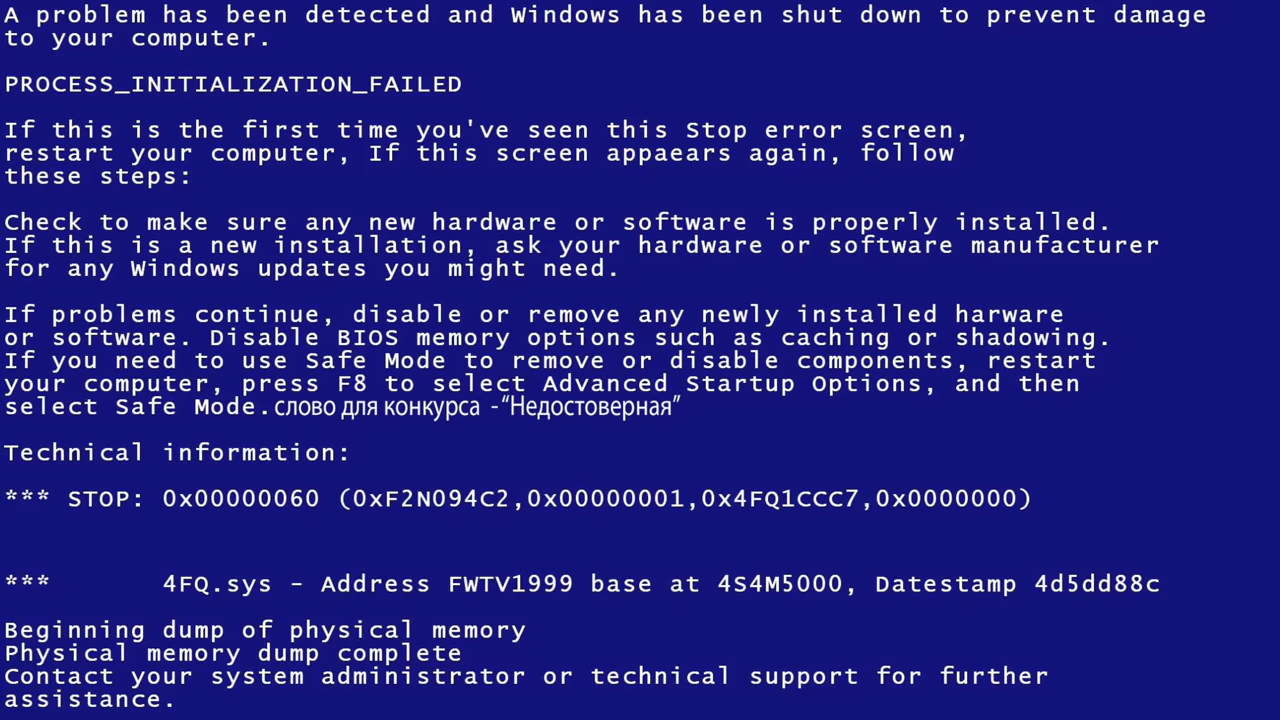 A problem has been detected and Windows has been shut down to prevent damage
to your computer.
PROCESS_INITIALIZATION_FAILED
If this is the first time you've seen this Stop error screen,
restart your computer, If this screen appaears again, follow
these steps:
Check to make sure any new hardware or software is properly installed.
If this is a new installation, ask your hardware or software manufacturer
for any Windows updates you might need.
If problems continue, disable or remove any newly installed harware
or software. Disable BIOS memory options such as caching or shadowing.
If you need to use Safe Mode to remove or disable components, restart
your computer, press F8 to select Advanced Startup Options, and then
select Safe Mode.слово для конкурса -“Недостоверная”
Technical information:
*** STOP: 0x00000060 (0xF2N094C2,0x00000001,0x4FQ1CCC7,0x0000000)
*** 4FQ.sys – Address FWTV1999 base at 4S4M5000, Datestamp 4d5dd88c
Beginning dump of physical memory
Physical memory dump complete
Contact your system administrator or technical support for further
assistance.